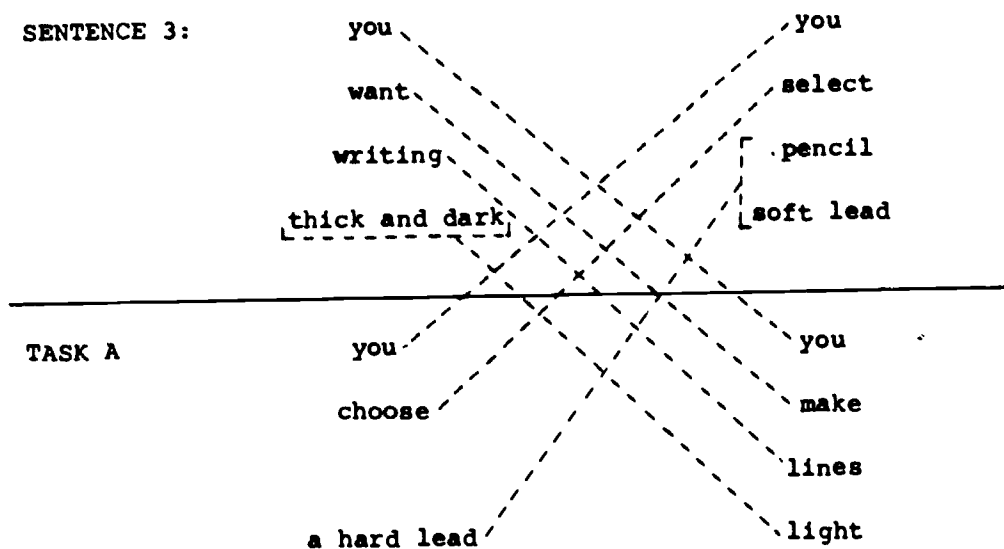 SENTENCE 3: you you
want select
writing .pencil
thick and dark soft lead
TASK A you you
choose make
lines
a hard lead light